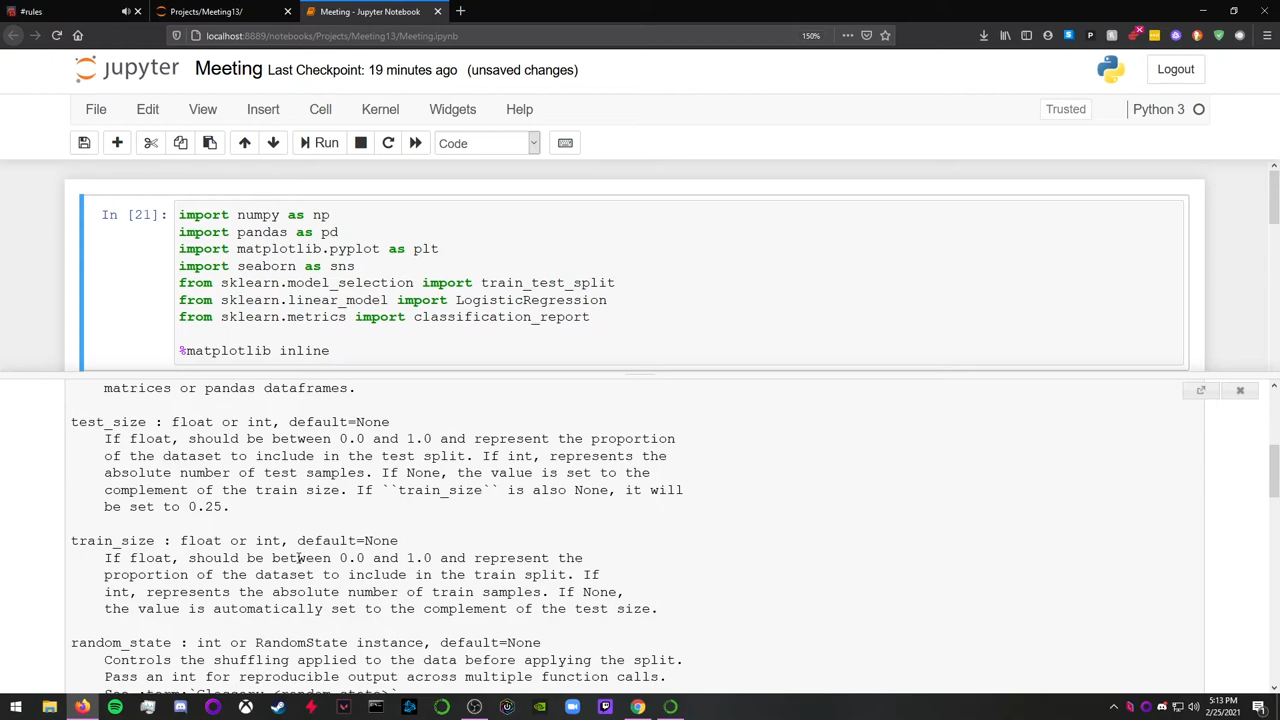 #rules
Projects/Meeting13/
Meeting - Jupyter Notebook
localhost:8889/notebooks/Projects/Meeting13/Meeting.ipynb
150%
jupyter Meeting Last Checkpoint: 19 minutes ago (unsaved changes)
Logout
File Edit View Insert Cell Kernel Widgets Help
Trusted
Python 3
Run
Code
In [21]:
import numpy as np
import pandas as pd
import matplotlib.pyplot as plt
import seaborn as sns
from sklearn.model_selection import train_test_split
from sklearn.linear_model import LogisticRegression
from sklearn.metrics import classification_report
%matplotlib inline
matrices or pandas dataframes.
test_size : float or int, default=None
If float, should be between 0.0 and 1.0 and represent the proportion
of the dataset to include in the test split. If int, represents the
absolute number of test samples. If None, the value is set to the
complement of the train size. If ``train_size`` is also None, it will
be set to 0.25.
train_size : float or int, default=None
If float, should be between 0.0 and 1.0 and represent the
proportion of the dataset to include in the train split. If
int, represents the absolute number of train samples. If None,
the value is automatically set to the complement of the test size.
random_state : int or RandomState instance, default=None
Controls the shuffling applied to the data before applying the split.
Pass an int for reproducible output across multiple function calls.
See :term:`Glossary <random_state>`
5:13 PM
2/25/2021